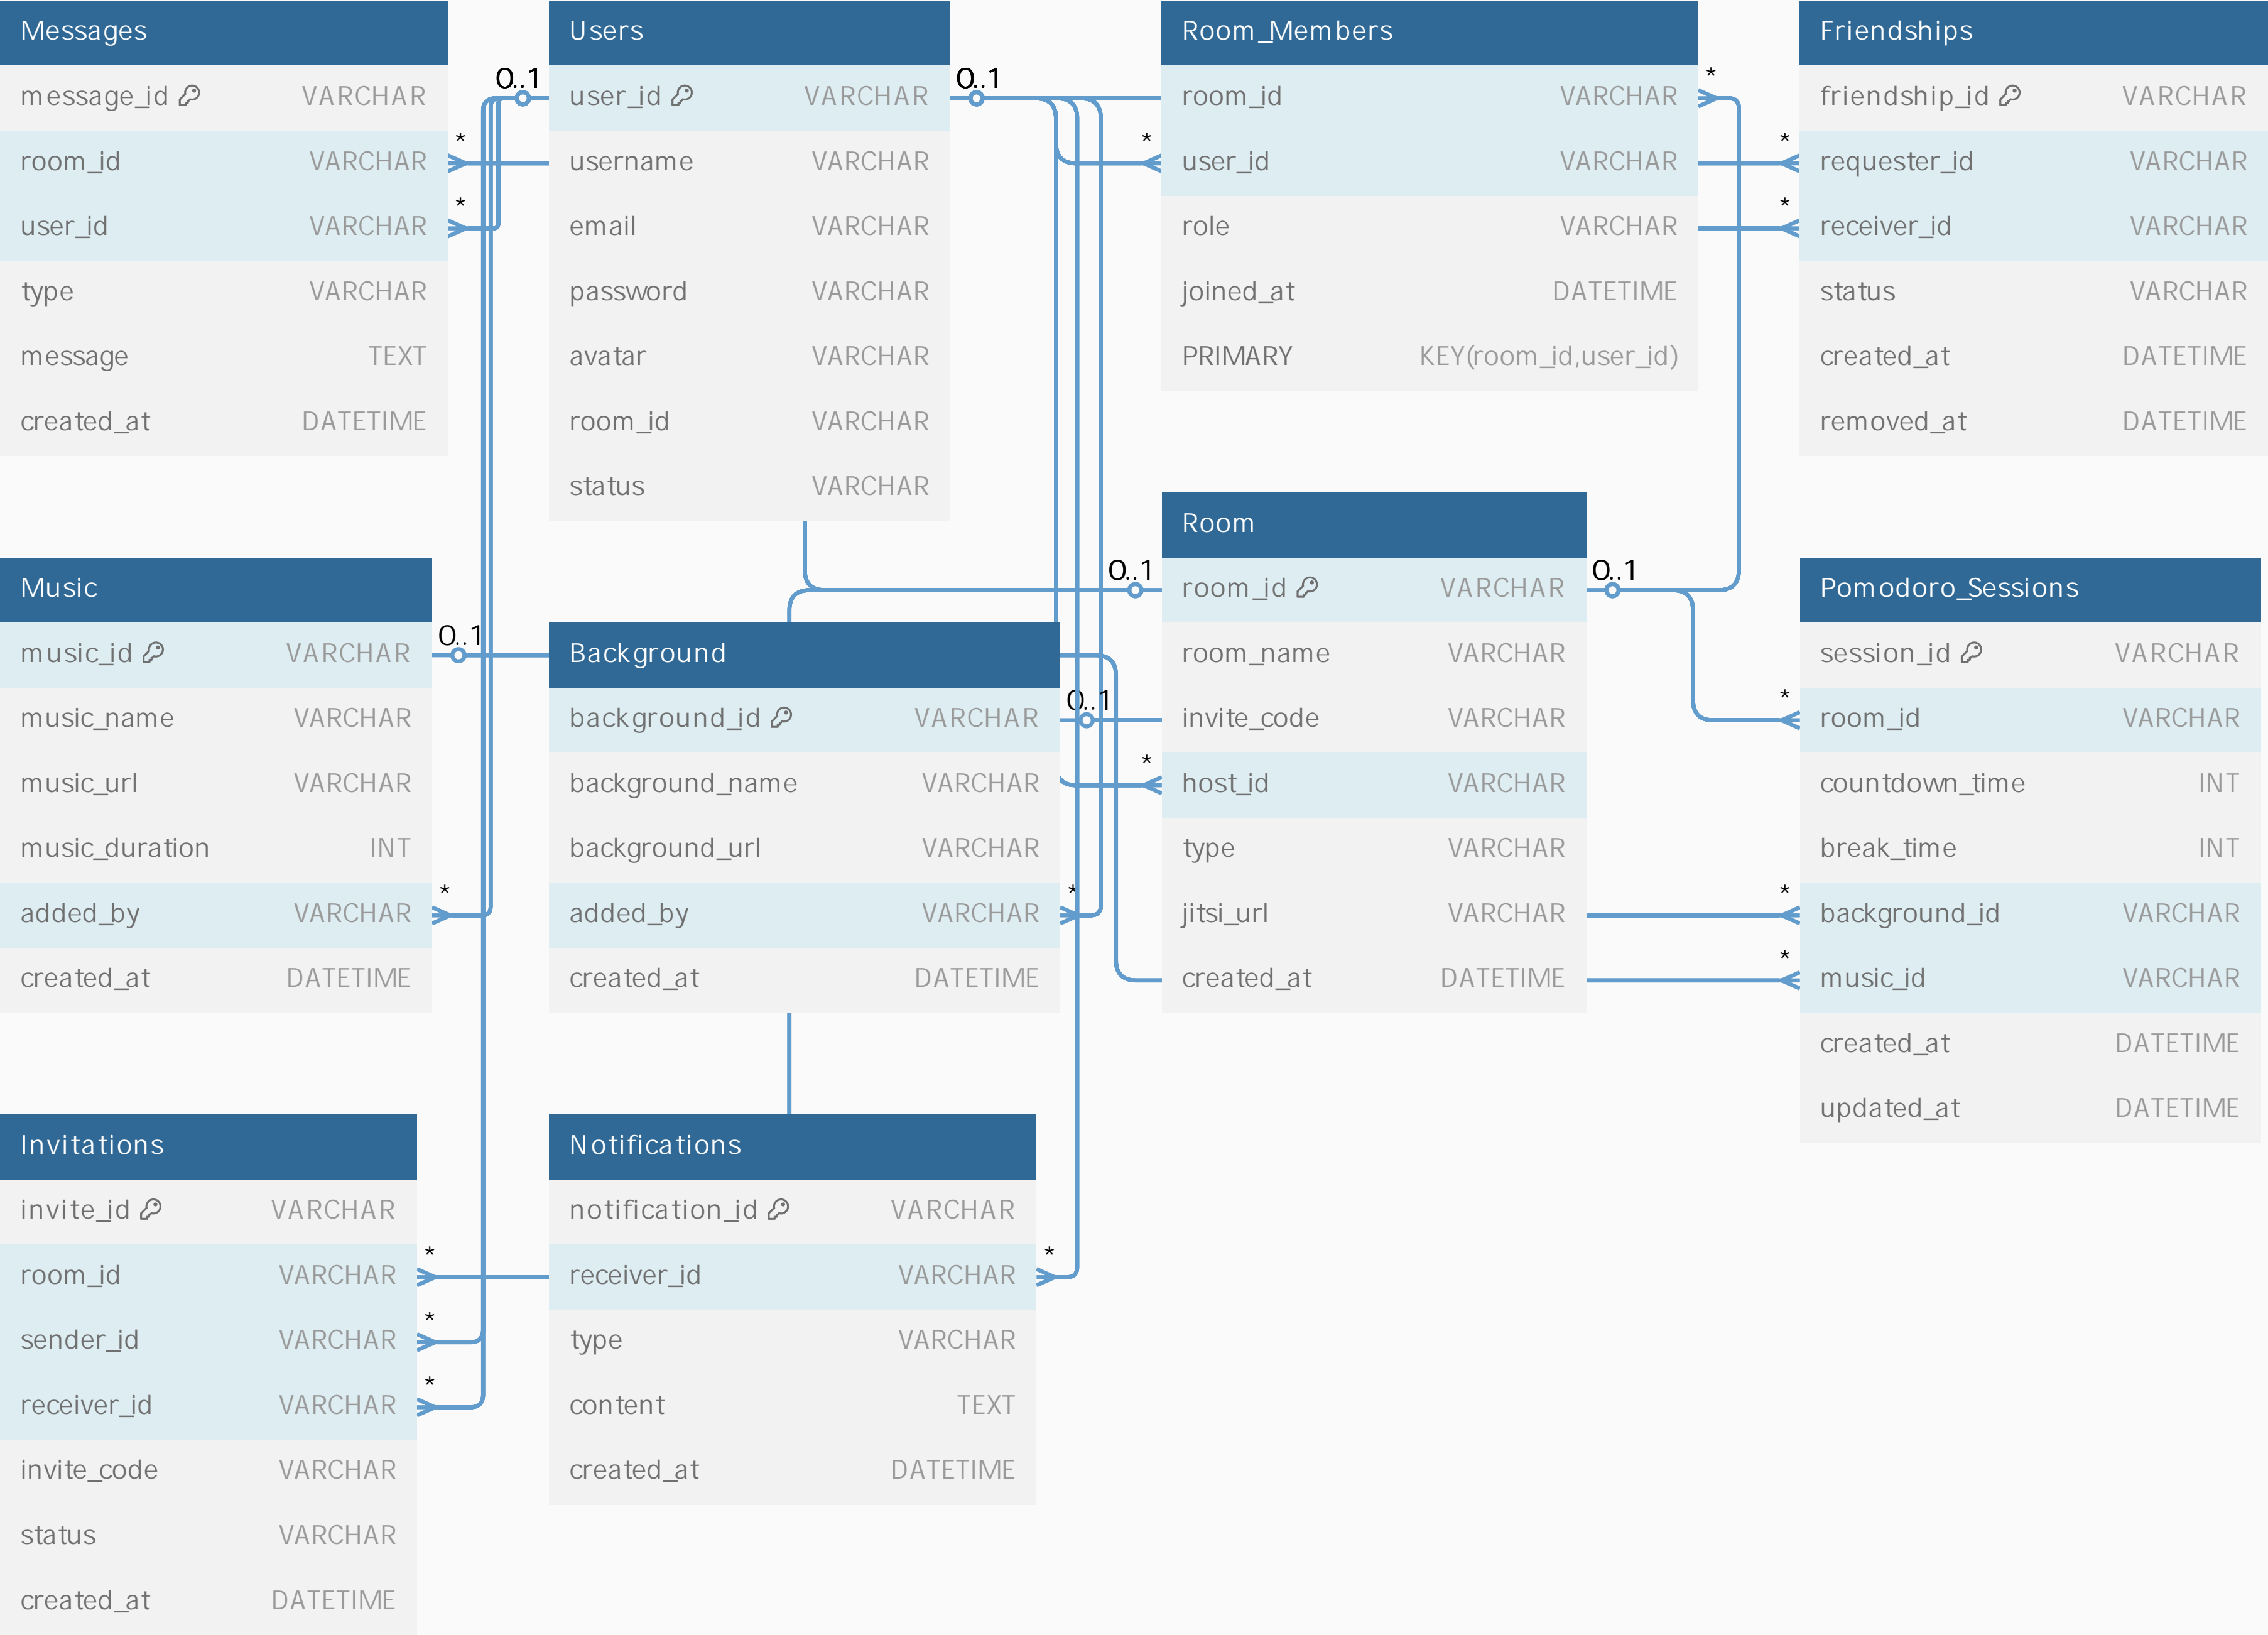 Messages
message_id VARCHAR
room_id VARCHAR
user_id VARCHAR
type VARCHAR
message TEXT
created_at DATETIME
*
*
0..1
Users
user_id VARCHAR
username VARCHAR
email VARCHAR
password VARCHAR
avatar VARCHAR
room_id VARCHAR
status VARCHAR
0..1
Room_Members
room_id VARCHAR
user_id VARCHAR
role VARCHAR
joined_at DATETIME
PRIMARY KEY(room_id,user_id)
*
*
Friendships
friendship_id VARCHAR
requester_id VARCHAR
receiver_id VARCHAR
status VARCHAR
created_at DATETIME
removed_at DATETIME
*
*
Music
music_id VARCHAR
music_name VARCHAR
music_url VARCHAR
music_duration INT
added_by VARCHAR
created_at DATETIME
0..1
*
Background
background_id VARCHAR
background_name VARCHAR
background_url VARCHAR
added_by VARCHAR
created_at DATETIME
0..1
*
Room
room_id VARCHAR
room_name VARCHAR
invite_code VARCHAR
host_id VARCHAR
type VARCHAR
jitsi_url VARCHAR
created_at DATETIME
0..1
0..1
*
Pomodoro_Sessions
session_id VARCHAR
room_id VARCHAR
countdown_time INT
break_time INT
background_id VARCHAR
music_id VARCHAR
created_at DATETIME
updated_at DATETIME
*
*
*
Invitations
invite_id VARCHAR
room_id VARCHAR
sender_id VARCHAR
receiver_id VARCHAR
invite_code VARCHAR
status VARCHAR
created_at DATETIME
*
*
*
Notifications
notification_id VARCHAR
receiver_id VARCHAR
type VARCHAR
content TEXT
created_at DATETIME
*